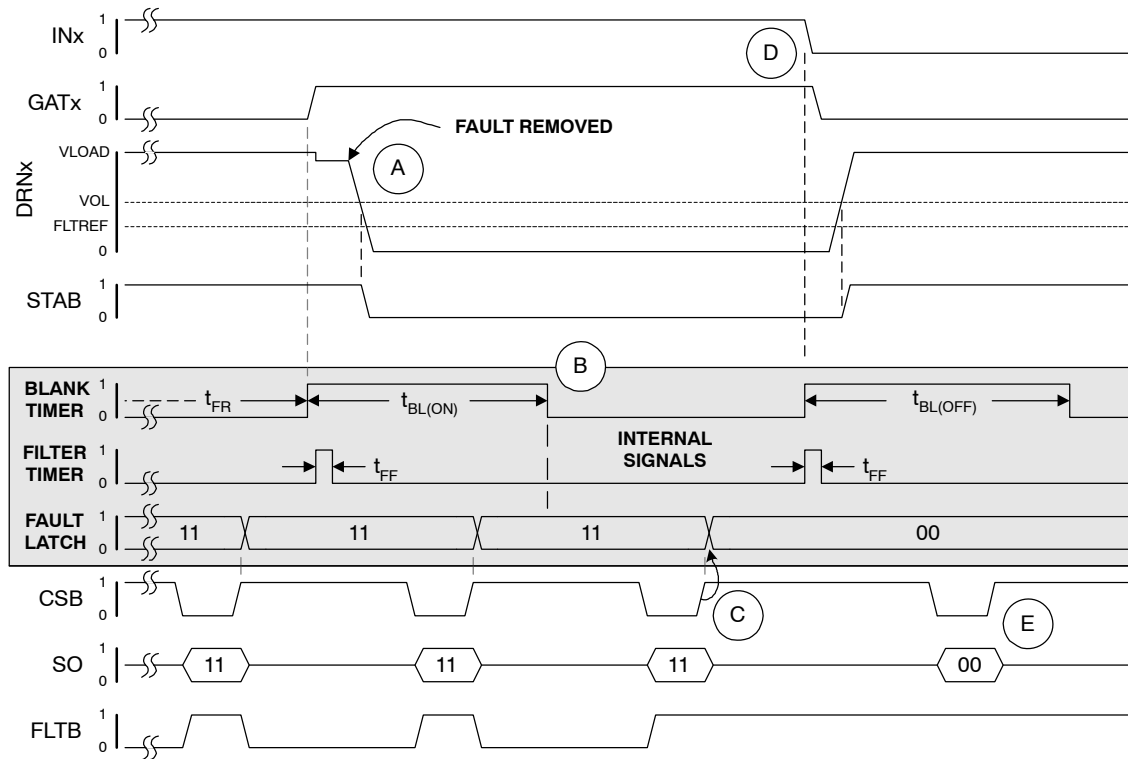 INx
1
0
D
GATx
1
0
FAULT REMOVED
A
DRNx
VLOAD
VOL
FLTREF
0
STAB
1
0
B
BLANK
TIMER
1
0
tFR
tBL(ON)
tBL(OFF)
INTERNAL
SIGNALS
FILTER
TIMER
1
0
tFF
tFF
FAULT
LATCH
1
0
11
11
11
00
CSB
1
0
C
E
SO
1
0
11
11
11
00
FLTB
1
0